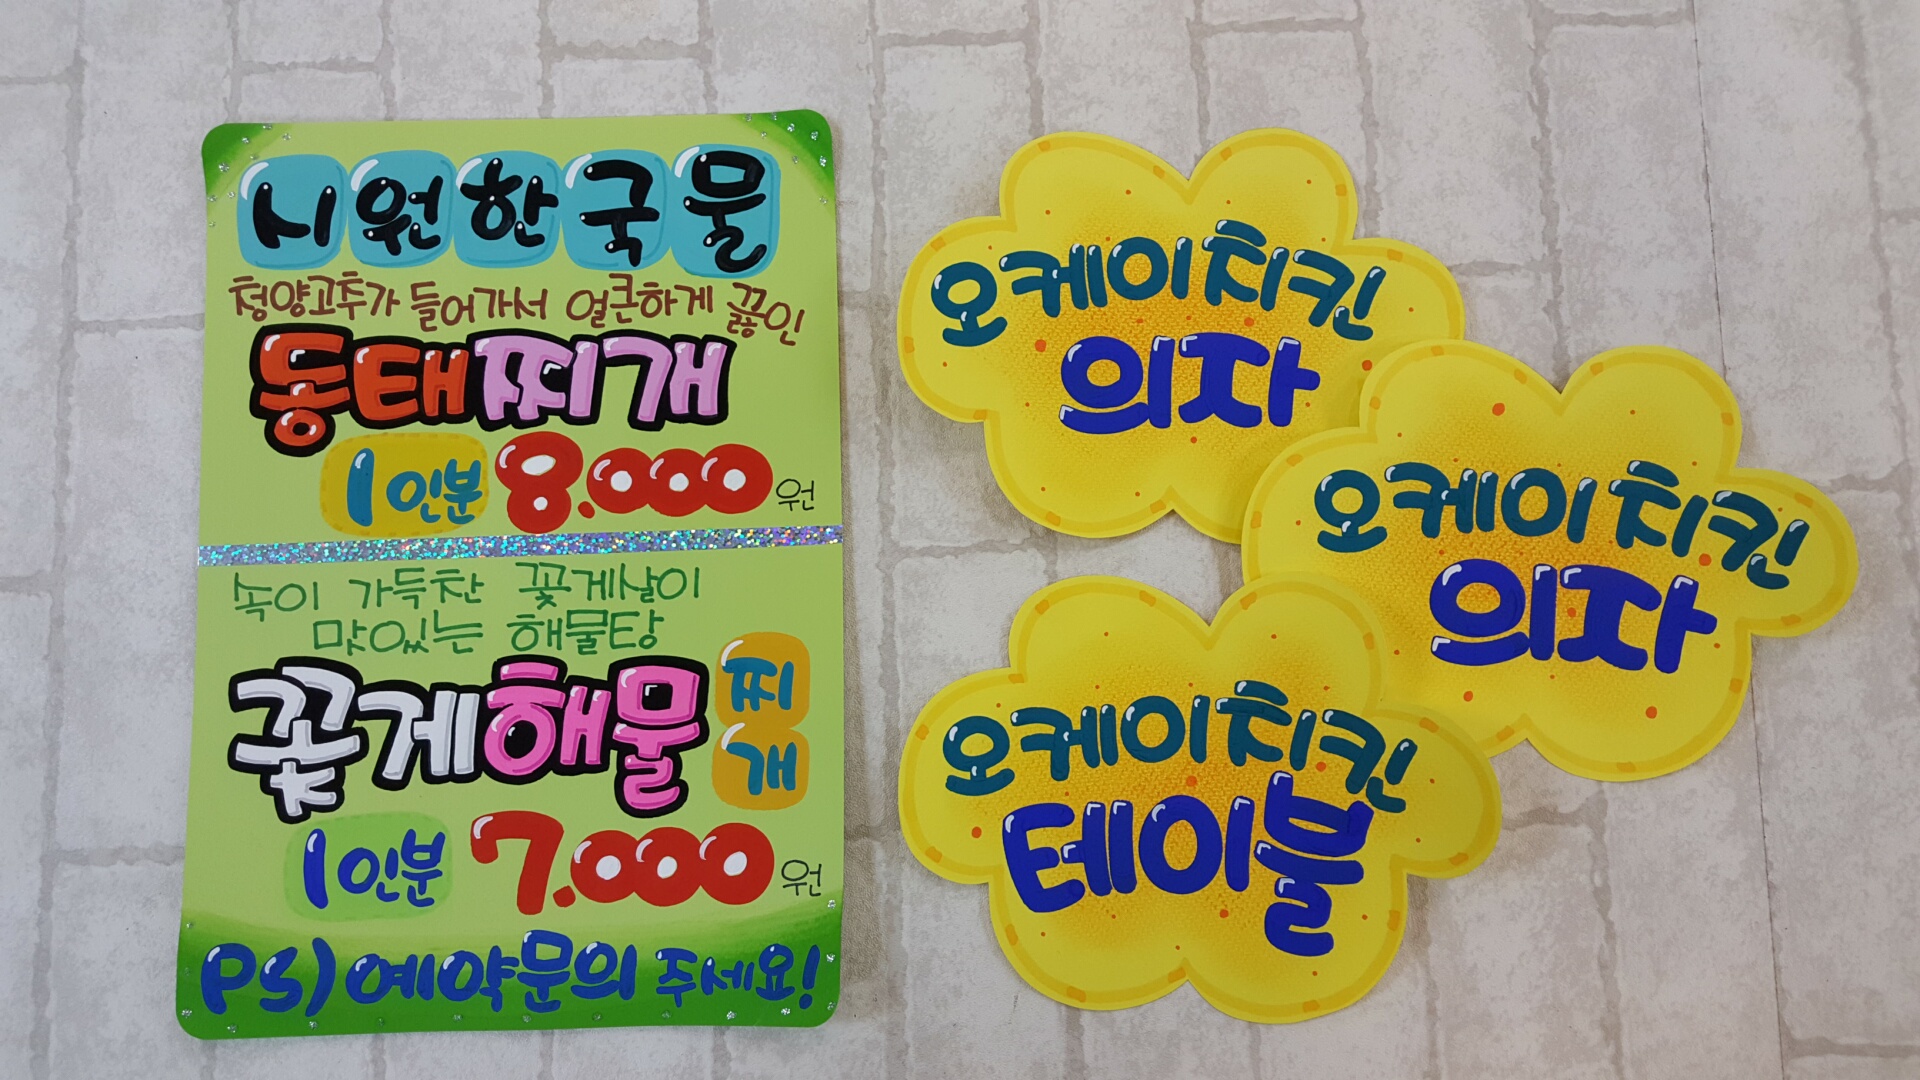 시원한국물
청양고추가 들어가서 얼큰하게 끓인
동태찌개
1인분 8.000원
속이 가득찬 꽃게살이
맛있는 해물탕
꽃게해물찌개
1인분 7.000원
PS) 예약문의 주세요!
오케이치킨
의자
오케이치킨
의자
오케이치킨
테이블